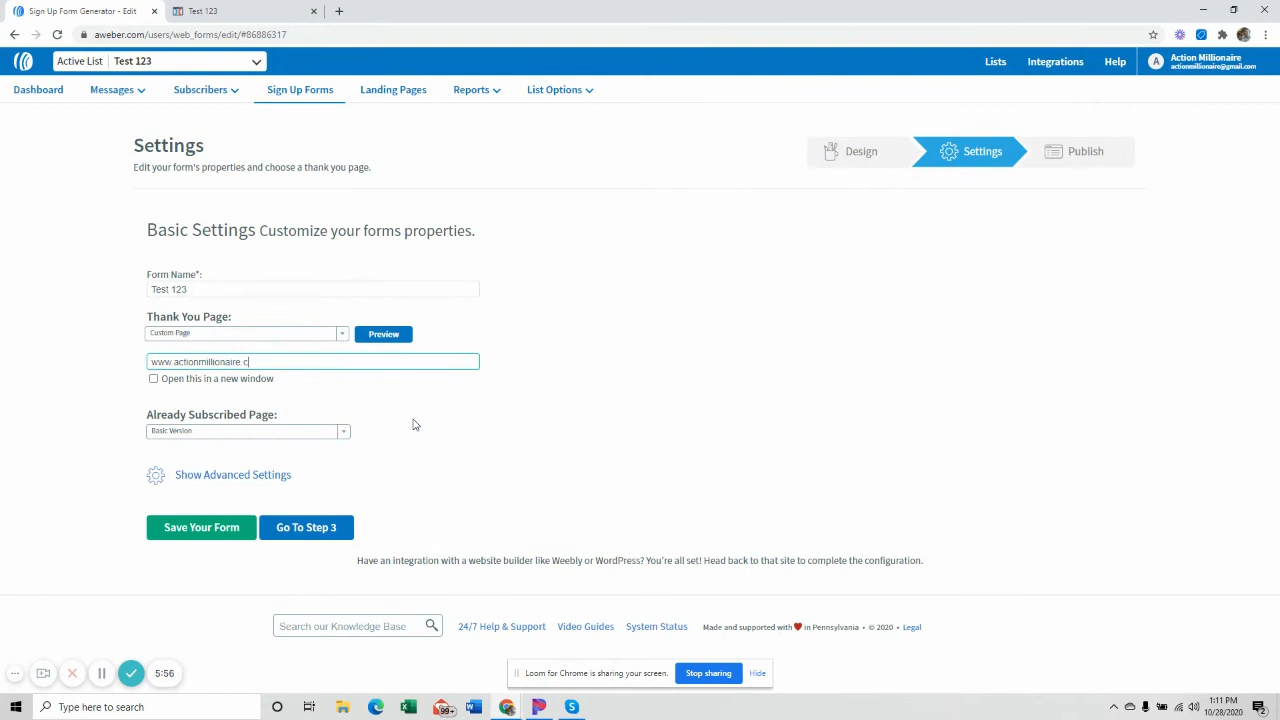 Sign Up Form Generator - Edit
Test 123
aweber.com/users/web_forms/edit/#86886317
Active List Test 123
Lists Integrations Help A Action Millionaire
actionmillionaire@gmail.com
Dashboard Messages Subscribers Sign Up Forms Landing Pages Reports List Options
Settings
Edit your form's properties and choose a thank you page.
Design Settings Publish
Basic Settings Customize your forms properties.
Form Name*:
Test 123
Thank You Page:
Custom Page Preview
www.actionmillionaire.c
Open this in a new window
Already Subscribed Page:
Basic Version
Show Advanced Settings
Save Your Form Go To Step 3
Have an integration with a website builder like Weebly or WordPress? You're all set! Head back to that site to complete the configuration.
Search our Knowledge Base 24/7 Help & Support Video Guides System Status Made and supported with ❤ in Pennsylvania • © 2020 • Legal
5:56
Loom for Chrome is sharing your screen. Stop sharing Hide
Type here to search
99+
1:11 PM
10/28/2020
2